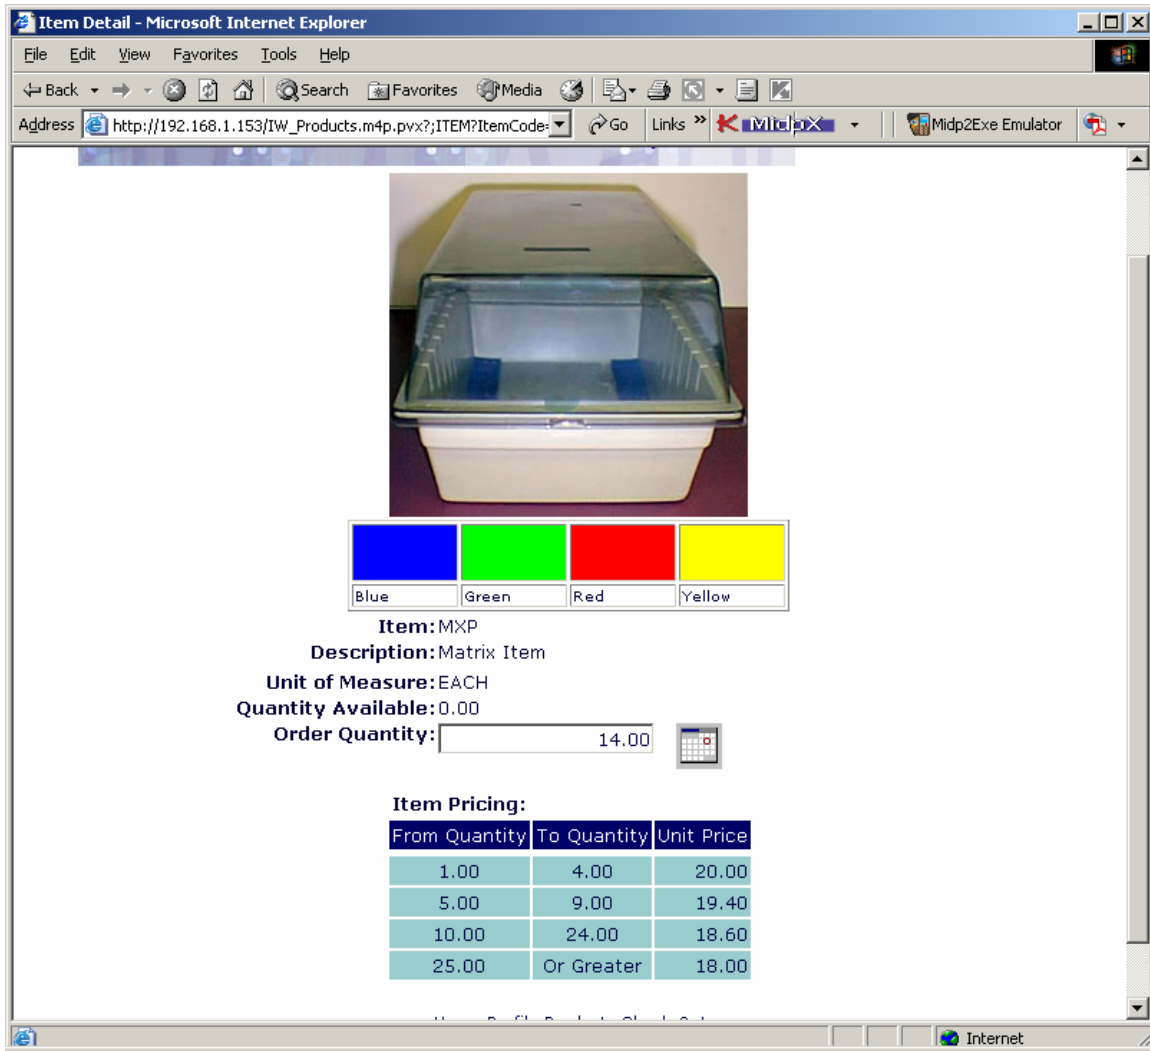 Item Detail - Microsoft Internet Explorer
File Edit View Favorites Tools Help
Back Search Favorites Media
Address http://192.168.1.153/IW_Products.m4p.pvx?;ITEM?ItemCode= Go Links » MidpX Midp2Exe Emulator
Blue Green Red Yellow
Item: MXP
Description: Matrix Item
Unit of Measure: EACH
Quantity Available: 0.00
Order Quantity: 14.00
Item Pricing:
From Quantity To Quantity Unit Price
1.00 4.00 20.00
5.00 9.00 19.40
10.00 24.00 18.60
25.00 Or Greater 18.00
Internet